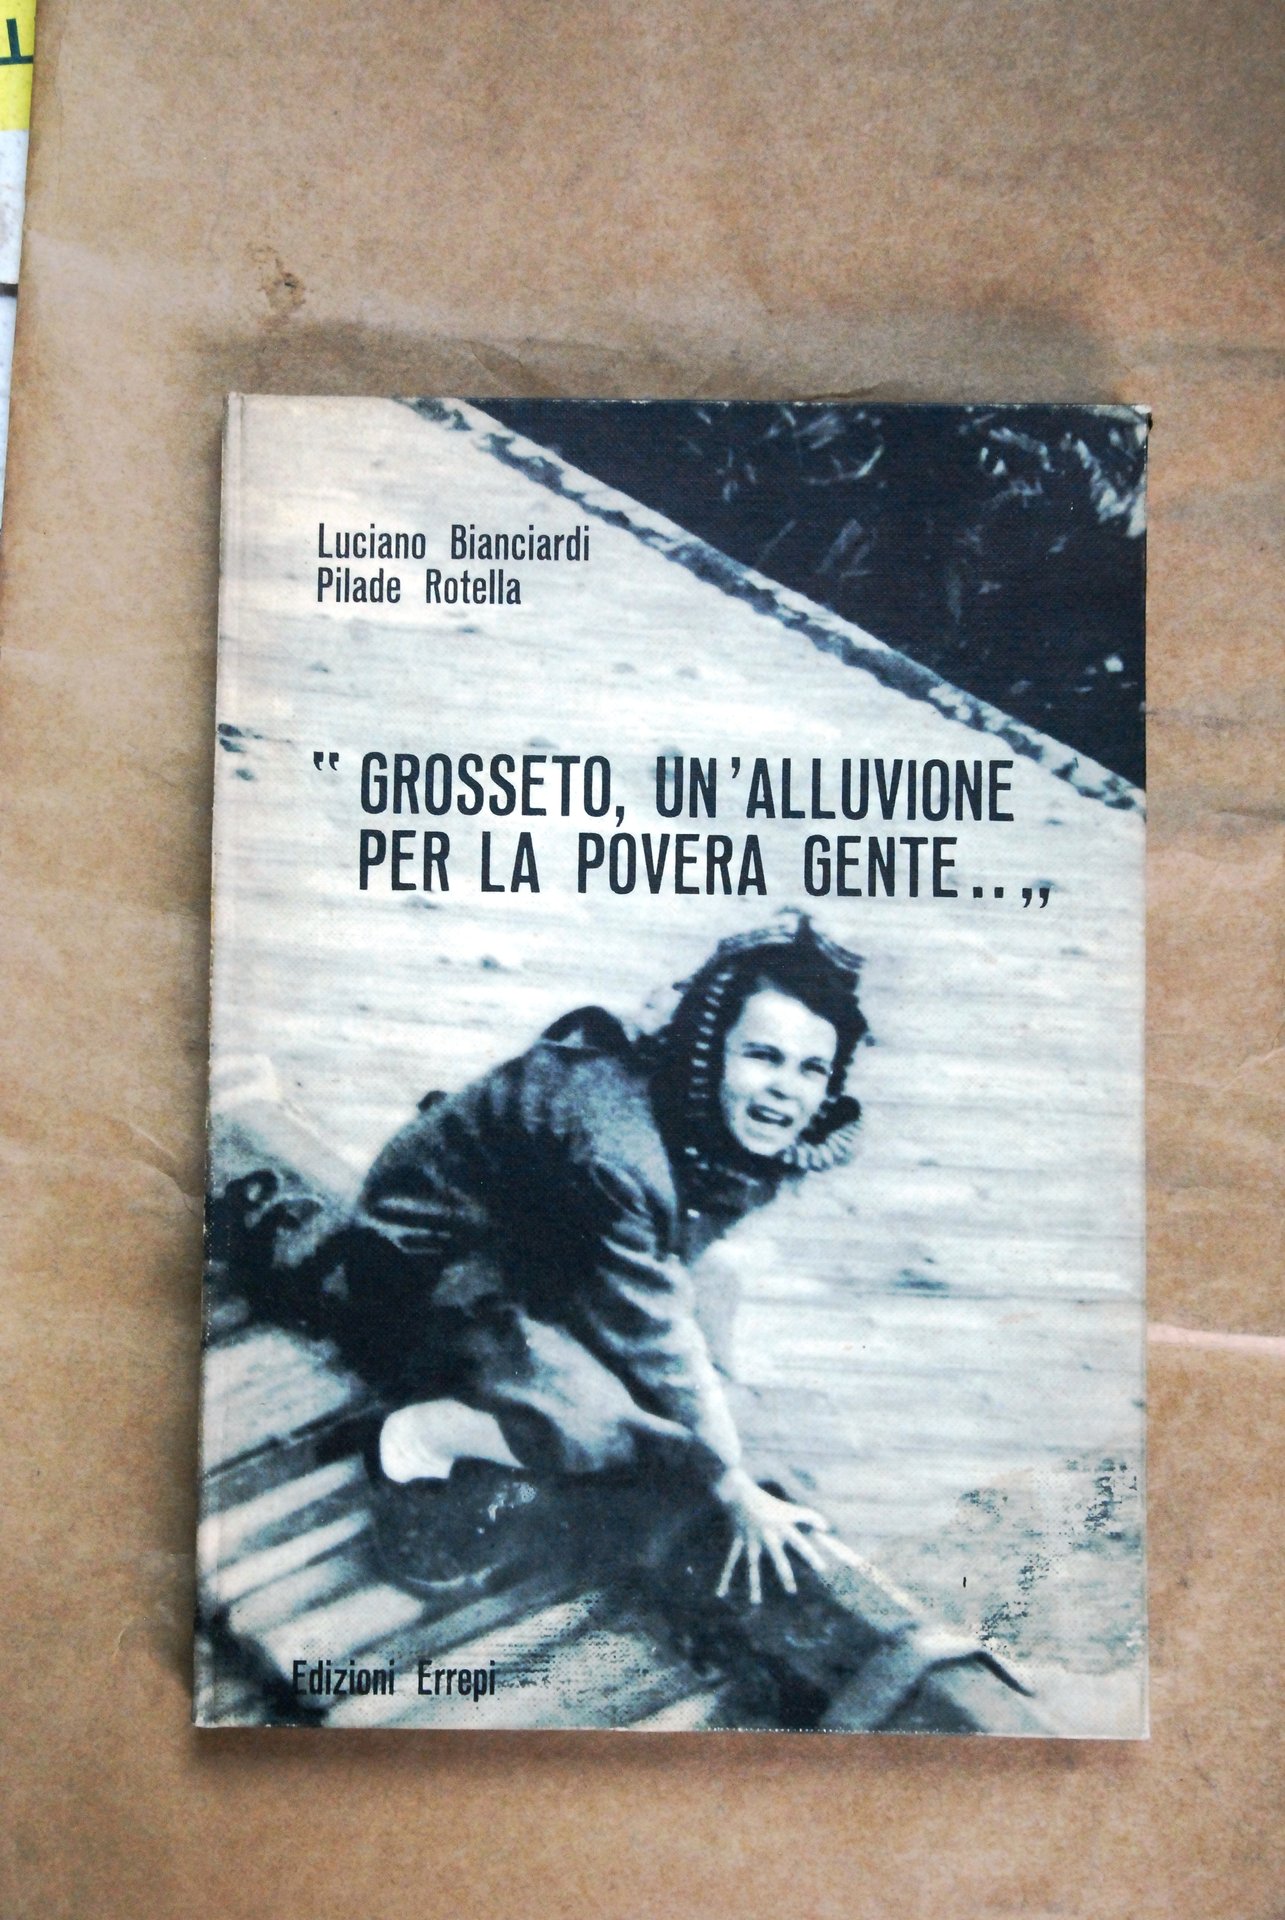 Luciano Bianciardi
Pilade Rotella
“ GROSSETO, UN'ALLUVIONE
PER LA POVERA GENTE.. „
Edizioni Errepi